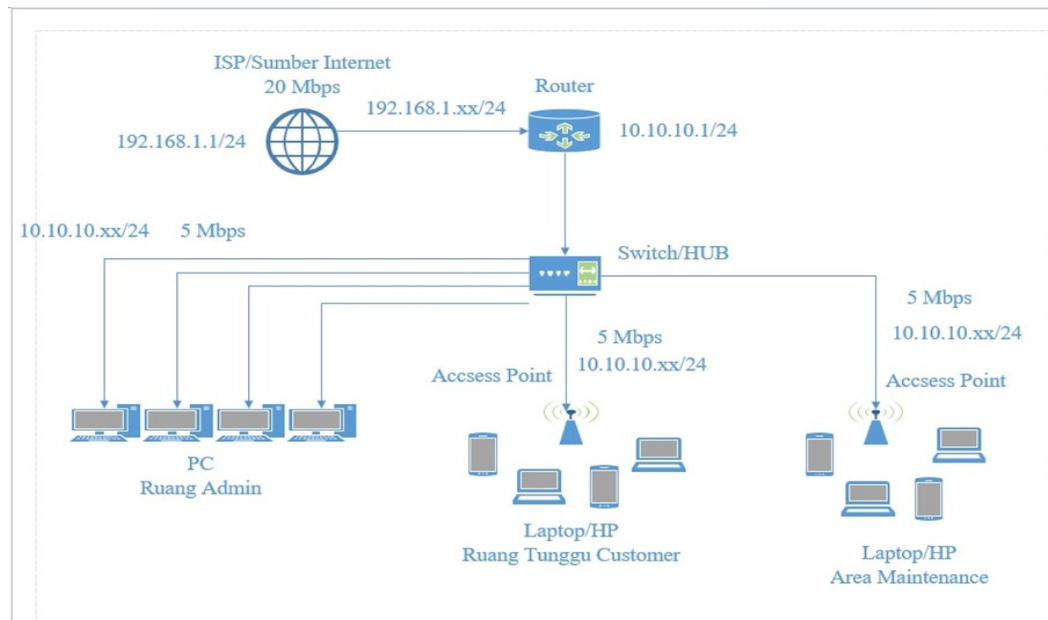 ISP/Sumber Internet
20 Mbps
Router
192.168.1.xx/24
192.168.1.1/24
10.10.10.1/24
10.10.10.xx/24
5 Mbps
Switch/HUB
5 Mbps
10.10.10.xx/24
5 Mbps
10.10.10.xx/24
Accsess Point
Accsess Point
PC
Ruang Admin
Laptop/HP
Ruang Tunggu Customer
Laptop/HP
Area Maintenance